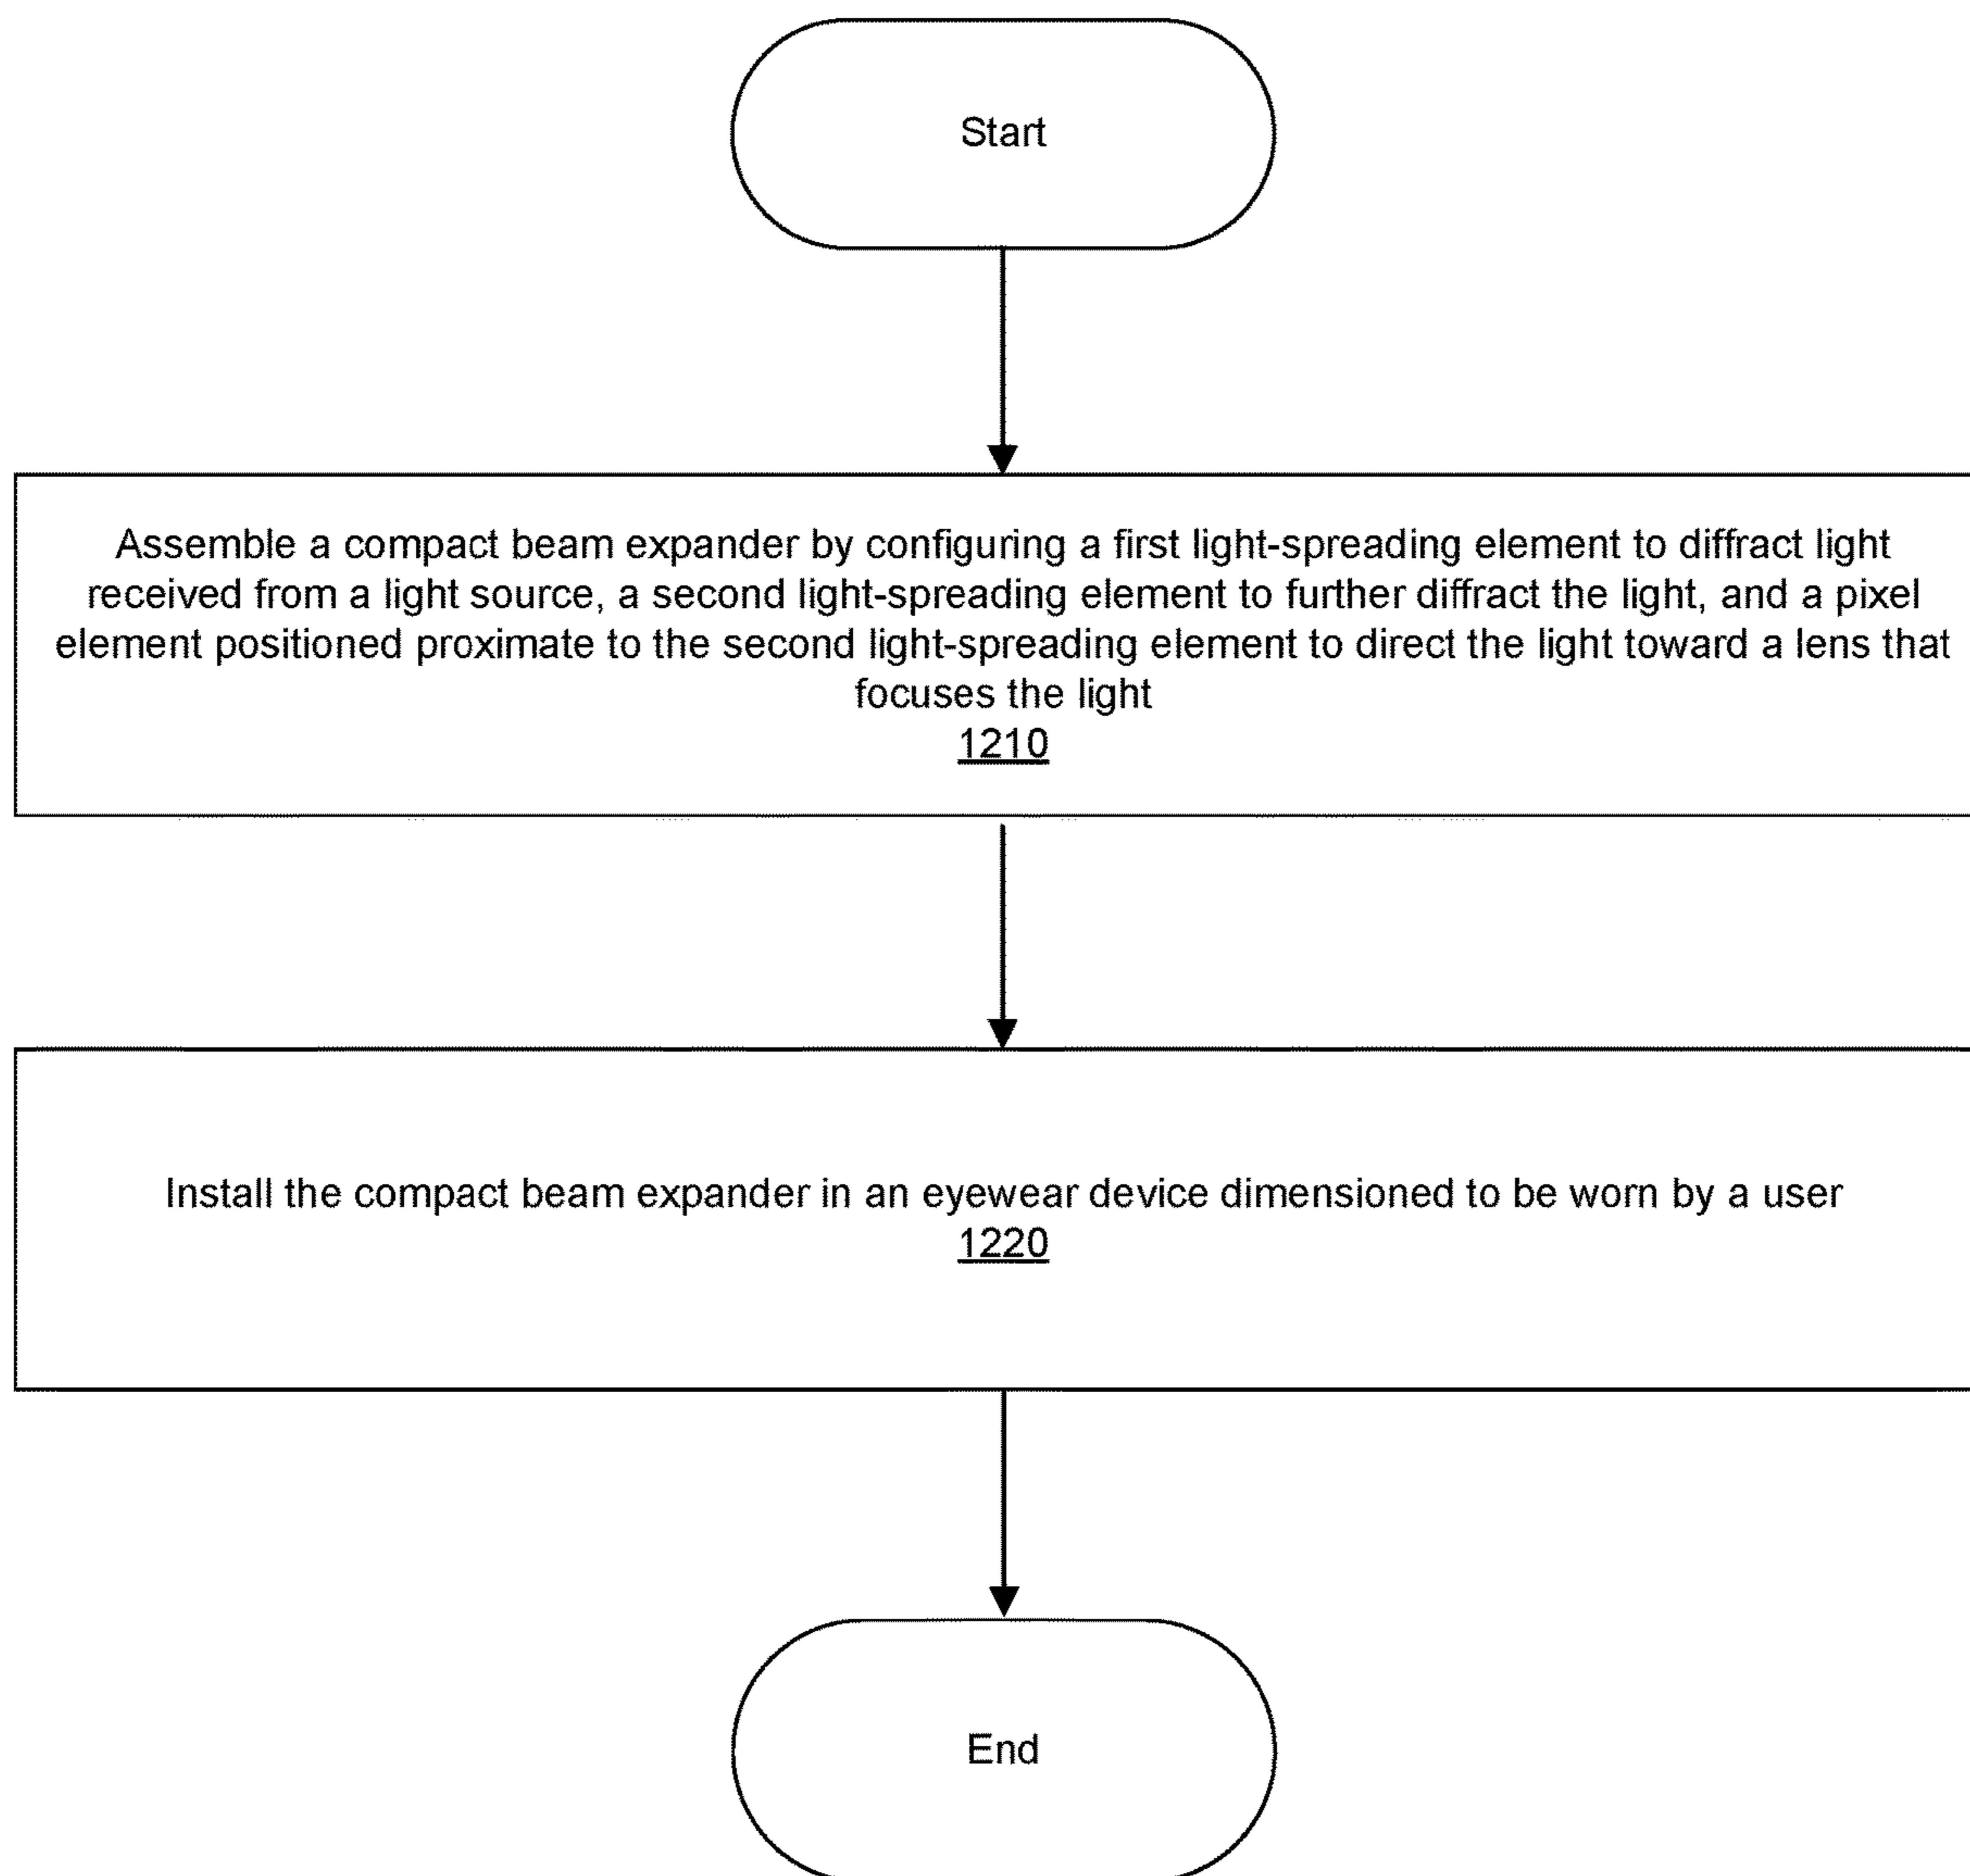 Start
Assemble a compact beam expander by configuring a first light-spreading element to diffract light
received from a light source, a second light-spreading element to further diffract the light, and a pixel
element positioned proximate to the second light-spreading element to direct the light toward a lens that
focuses the light
1210
Install the compact beam expander in an eyewear device dimensioned to be worn by a user
1220
End